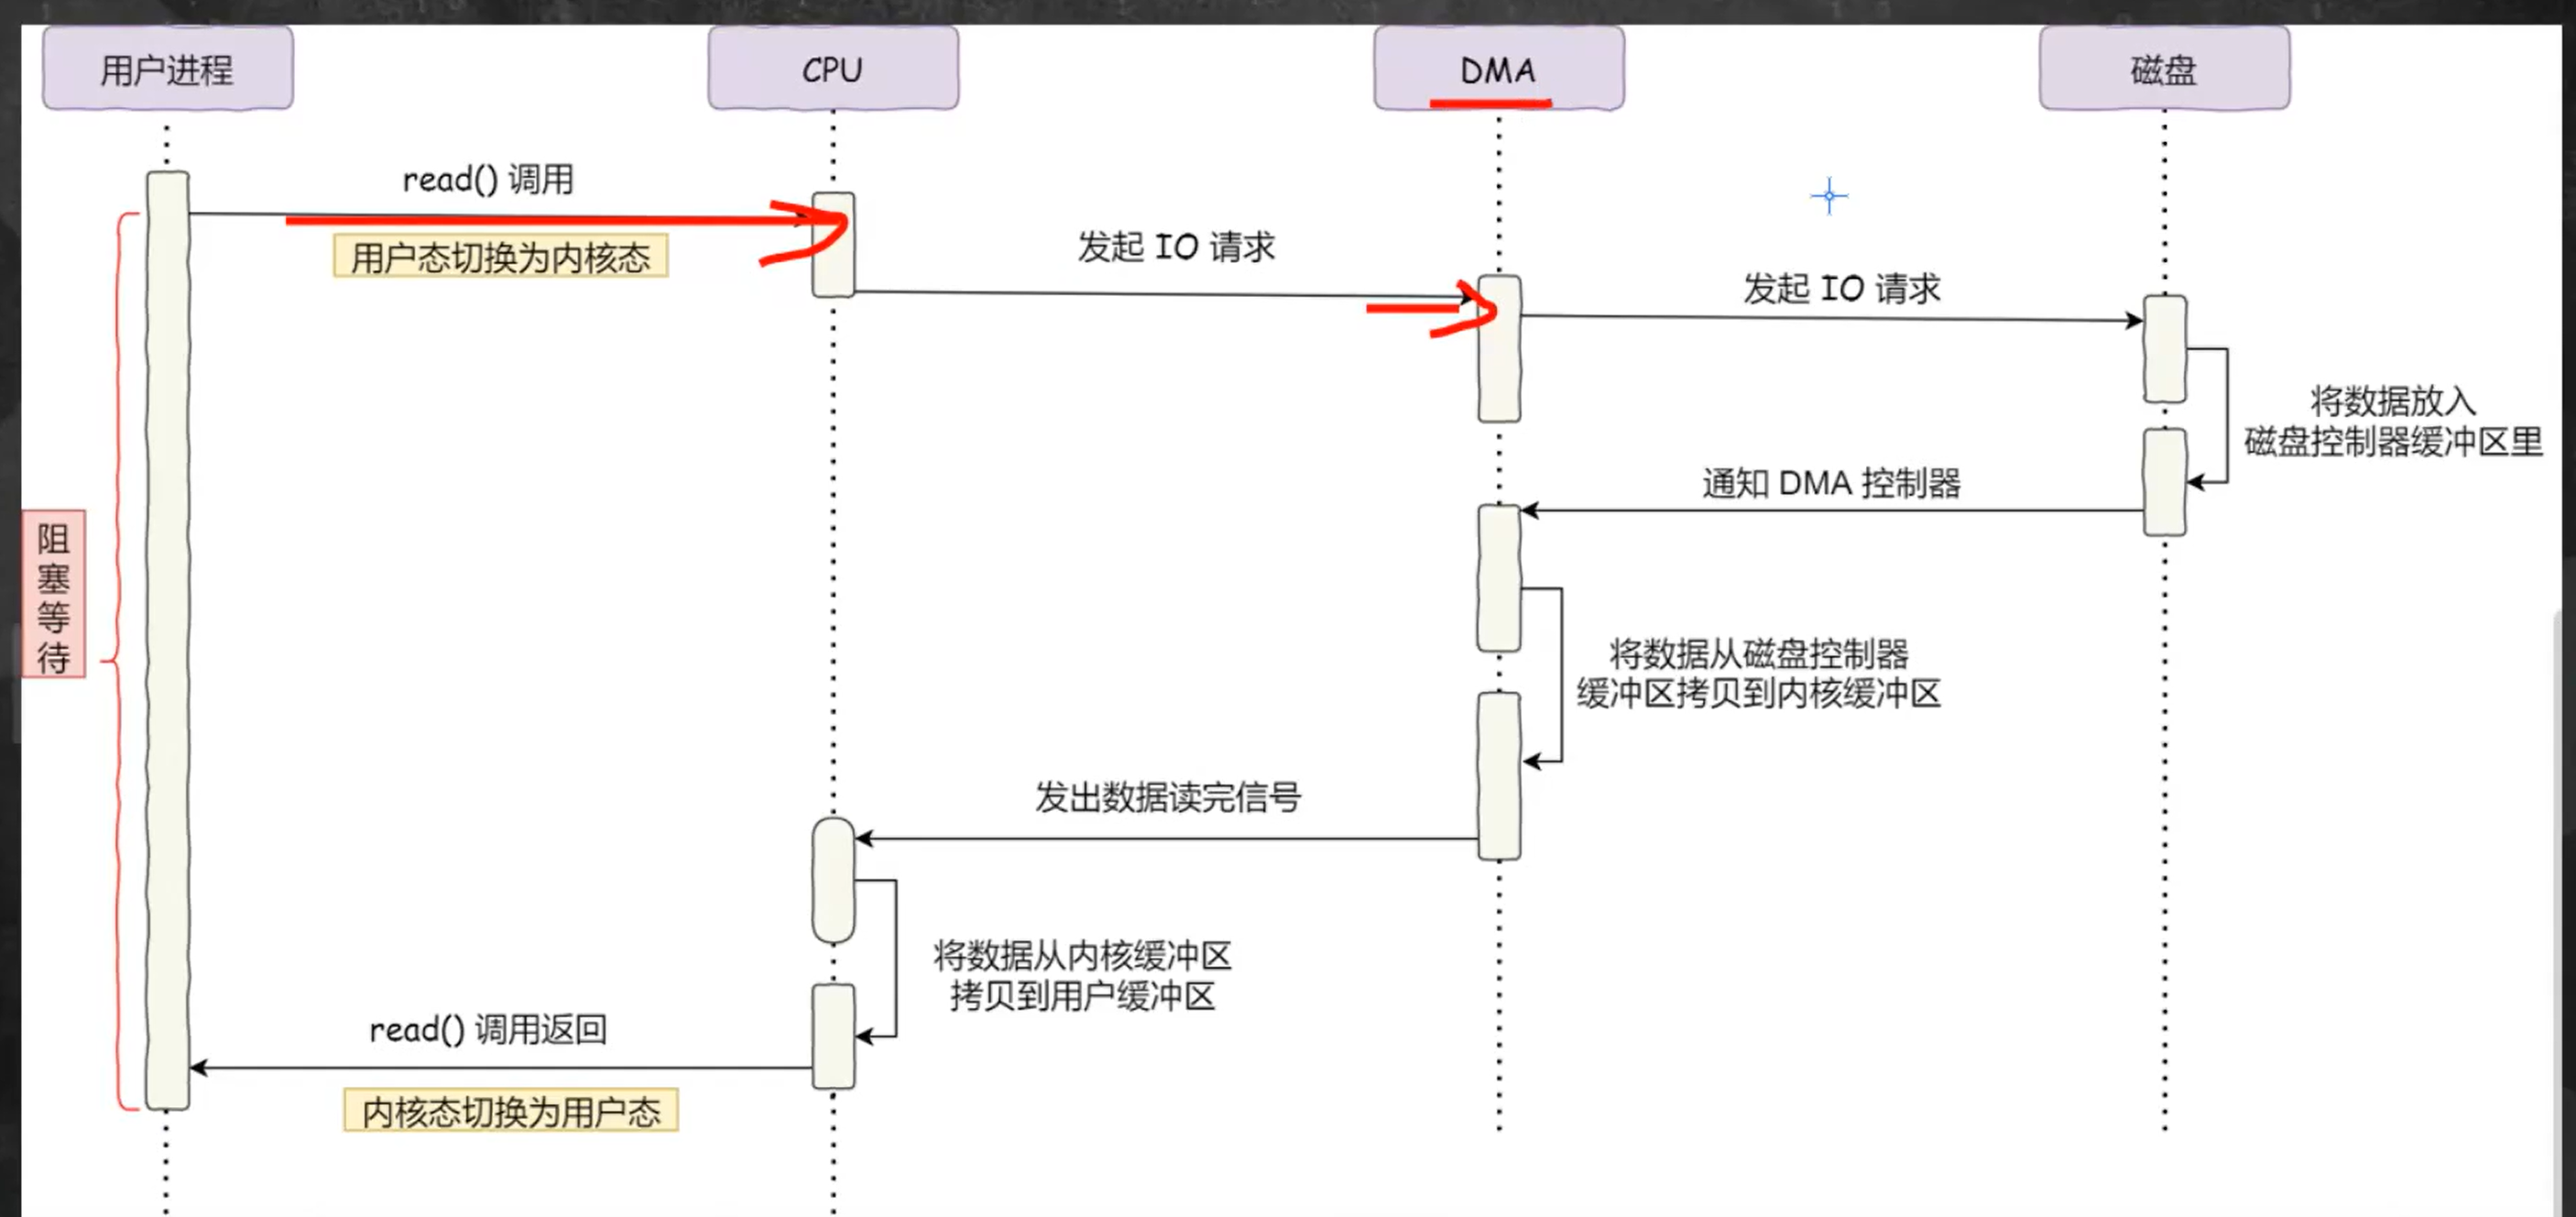 用户进程
CPU
DMA
磁盘
read() 调用
用户态切换为内核态
发起 IO 请求
发起 IO 请求
将数据放入
磁盘控制器缓冲区里
通知 DMA 控制器
阻塞等待
将数据从磁盘控制器
缓冲区拷贝到内核缓冲区
发出数据读完信号
将数据从内核缓冲区
拷贝到用户缓冲区
read() 调用返回
内核态切换为用户态